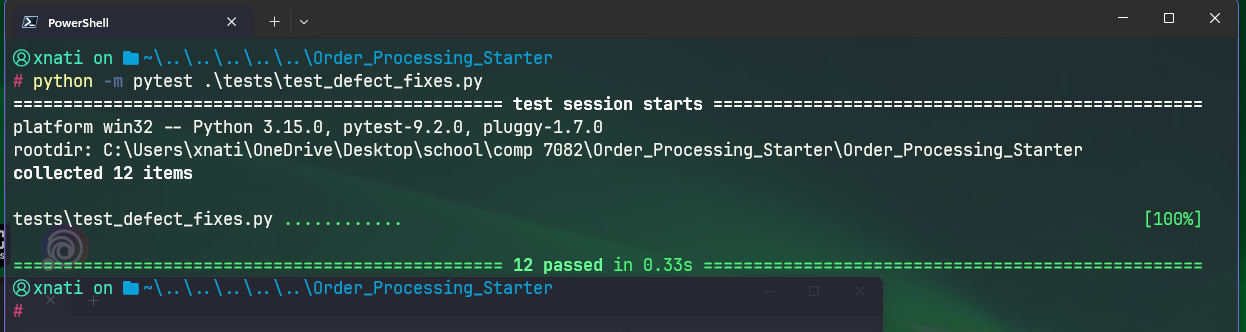 PowerShell
xnati on ~\..\..\..\..\..\Order_Processing_Starter
# python -m pytest .\tests\test_defect_fixes.py
=============================================== test session starts ===============================================
platform win32 -- Python 3.15.0, pytest-9.2.0, pluggy-1.7.0
rootdir: C:\Users\xnati\OneDrive\Desktop\school\comp 7082\Order_Processing_Starter\Order_Processing_Starter
collected 12 items
tests\test_defect_fixes.py ............ [100%]
=============================================== 12 passed in 0.33s ================================================
xnati on ~\..\..\..\..\..\Order_Processing_Starter
#